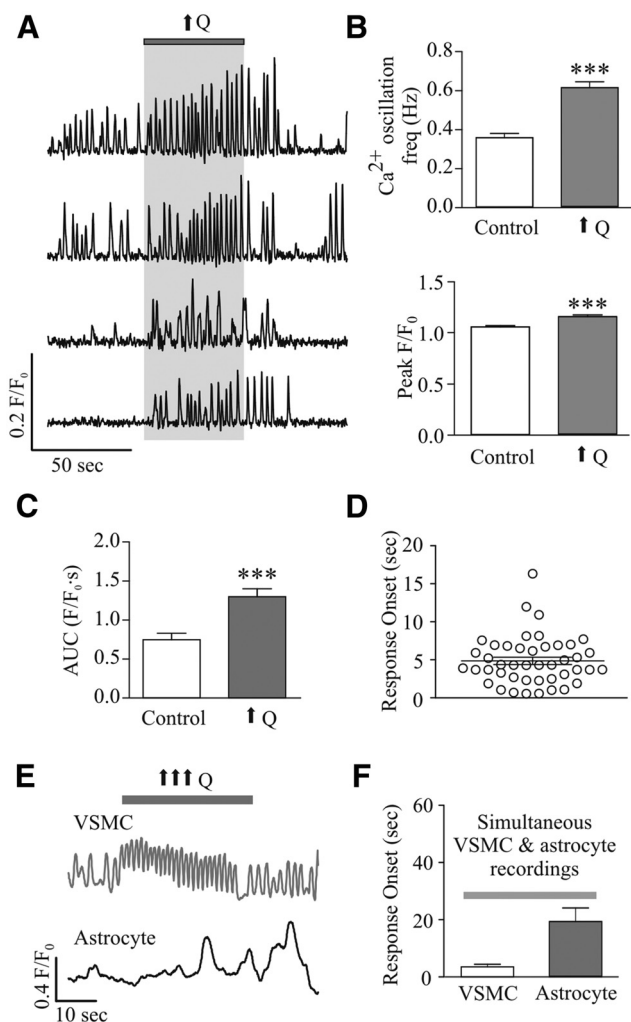 A
⬆Q
0.2 F/F₀
50 sec
B
Ca²⁺ oscillation
freq (Hz)
0.8
0.6
0.4
0.2
0.0
***
Control
⬆ Q
Peak F/F₀
1.5
1.0
0.5
0.0
***
Control
⬆ Q
C
AUC (F/F₀·s)
2.0
1.5
1.0
0.5
0.0
***
Control
⬆ Q
D
Response Onset (sec)
20
15
10
5
0
E
⬆⬆⬆ Q
VSMC
Astrocyte
0.4 F/F₀
10 sec
F
Response Onset (sec)
60
40
20
0
Simultaneous
VSMC & astrocyte
recordings
VSMC
Astrocyte